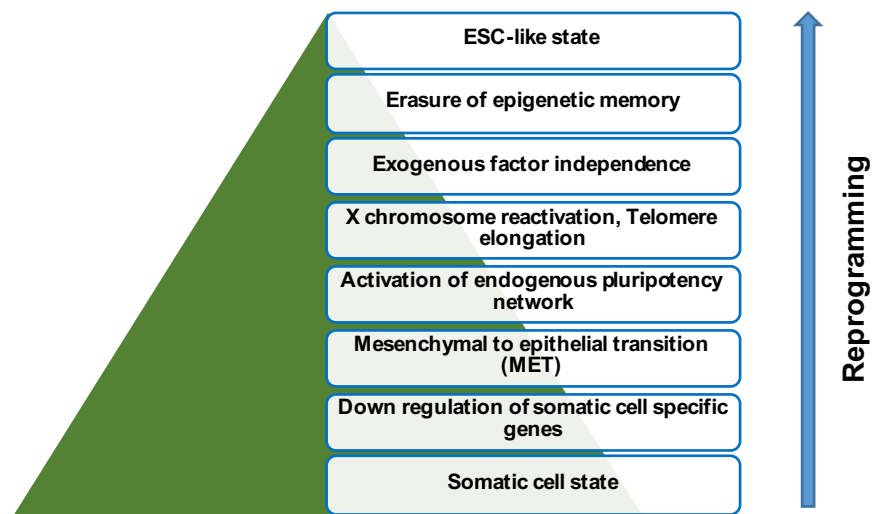 ESC-like state
Erasure of epigenetic memory
Exogenous factor independence
X chromosome reactivation, Telomere
elongation
Activation of endogenous pluripotency
network
Mesenchymal to epithelial transition
(MET)
Down regulation of somatic cell specific
genes
Somatic cell state
Reprogramming